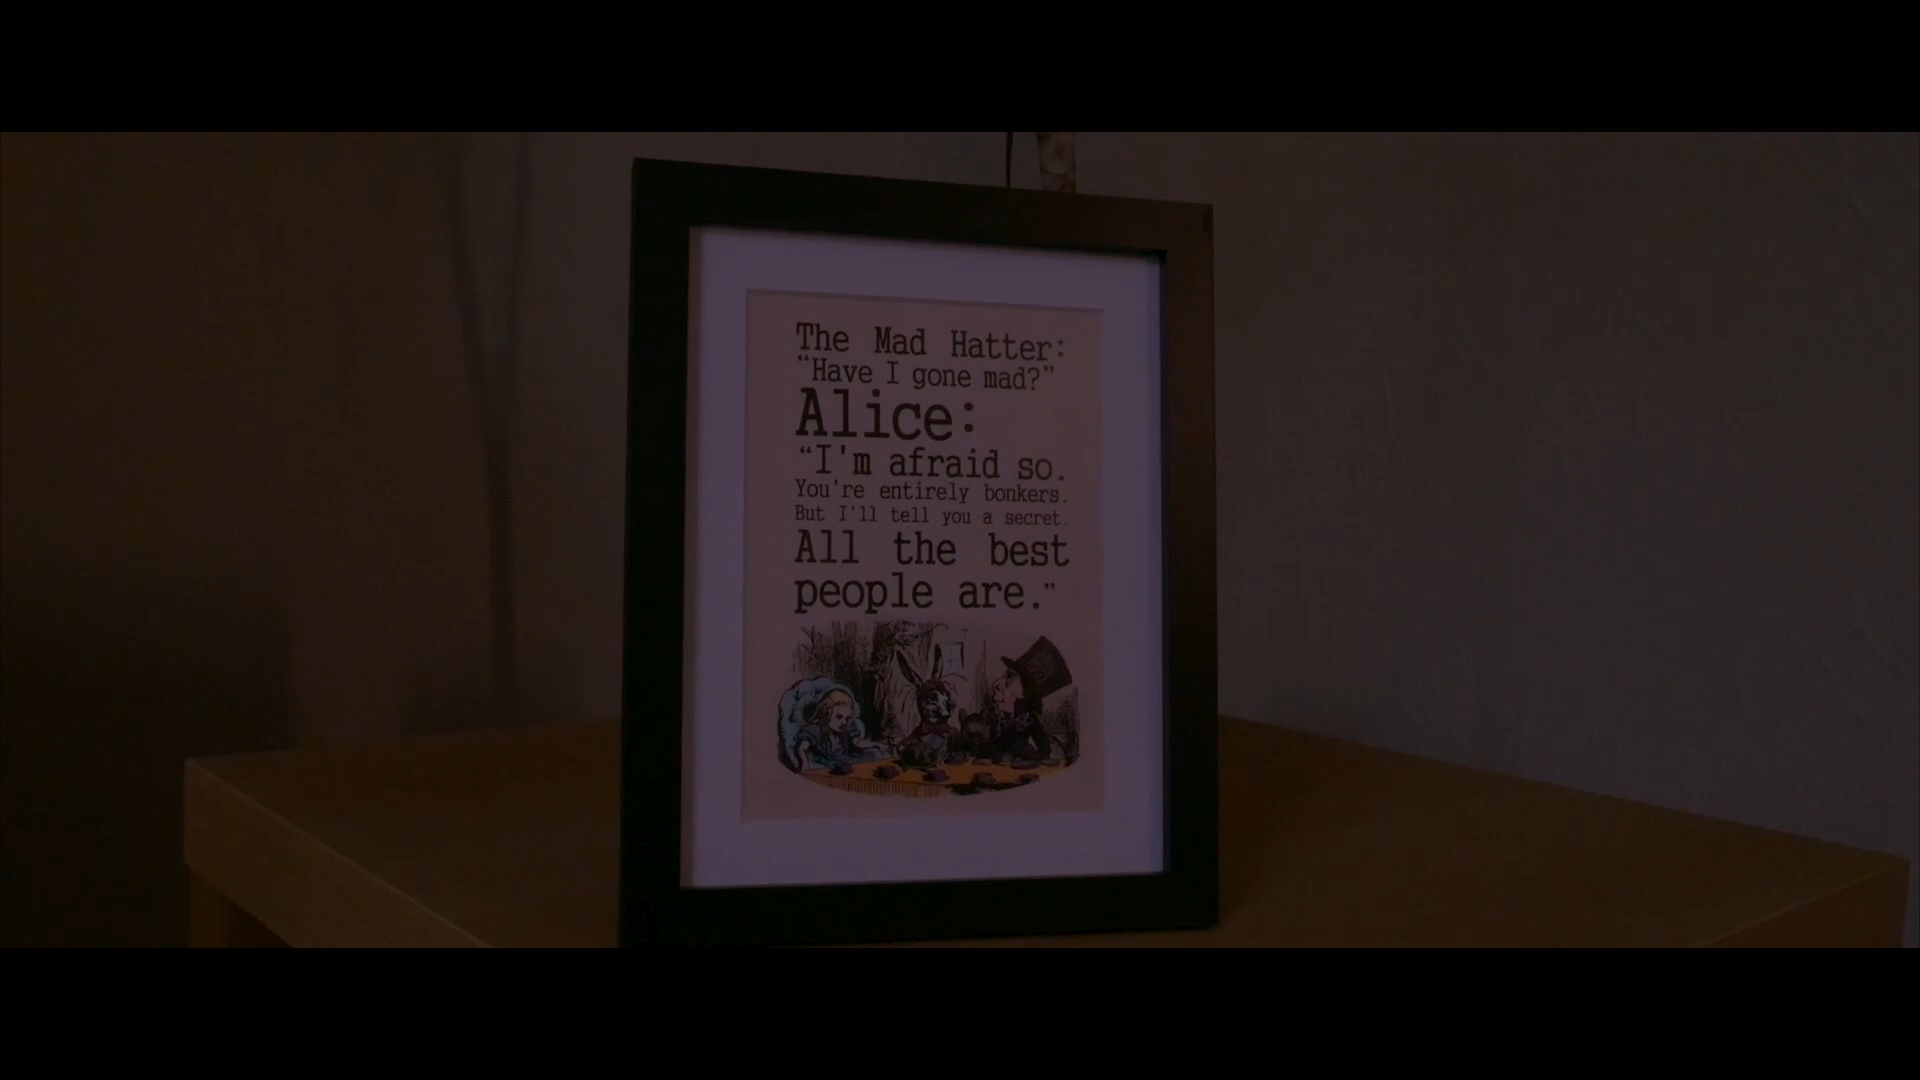 The Mad Hatter:
“Have I gone mad?”
Alice:
“I'm afraid so.
You're entirely bonkers.
But I'll tell you a secret.
All the best
people are.”